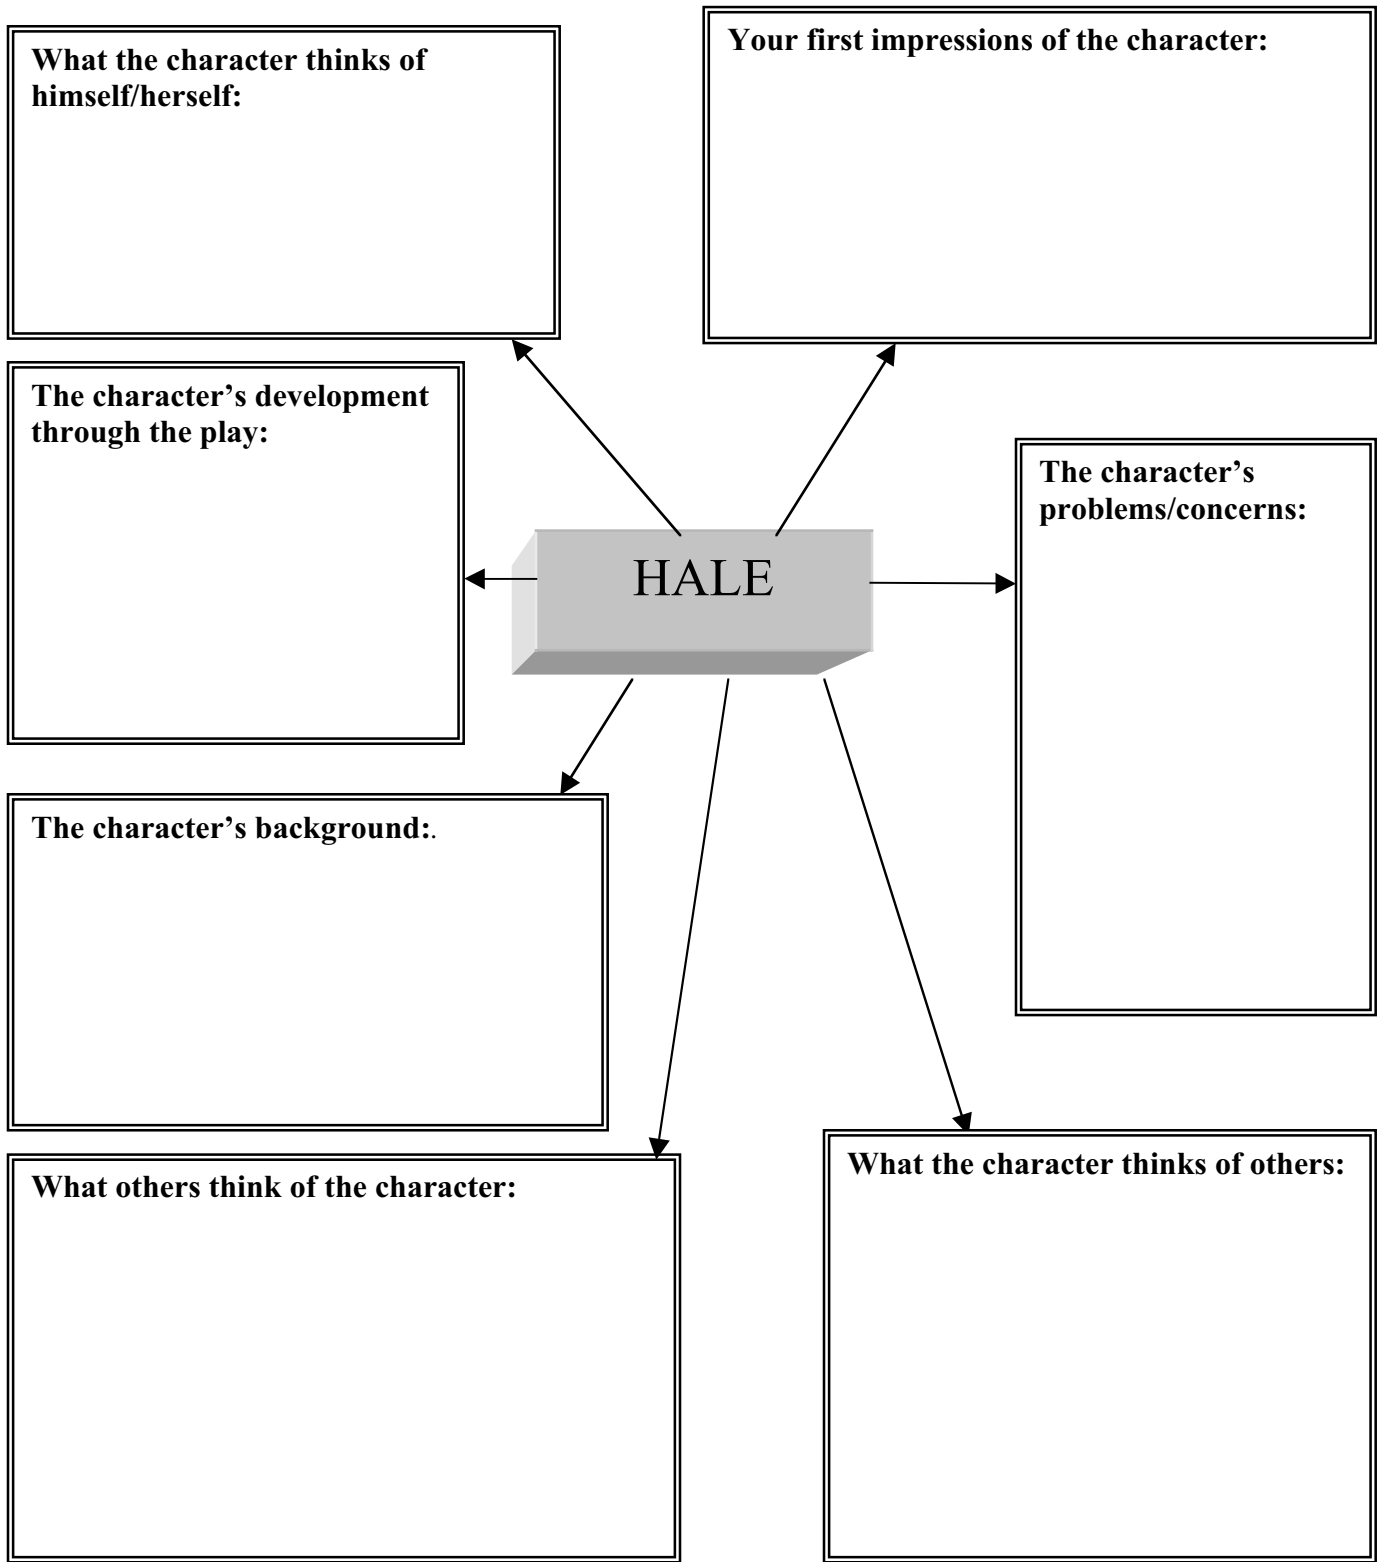 What the character thinks of
himself/herself:
Your first impressions of the character:
The character’s development
through the play:
The character’s
problems/concerns:
HALE
The character’s background:.
What others think of the character:
What the character thinks of others: